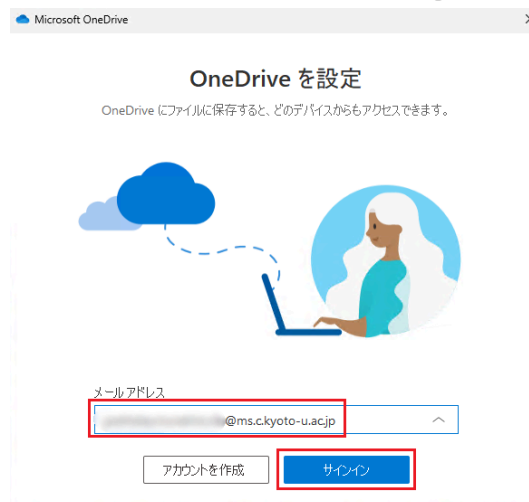 Microsoft OneDrive
OneDrive を設定
OneDrive にファイルに保存すると、どのデバイスからもアクセスできます。
メール アドレス
@ms.c.kyoto-u.ac.jp
アカウントを作成
サインイン